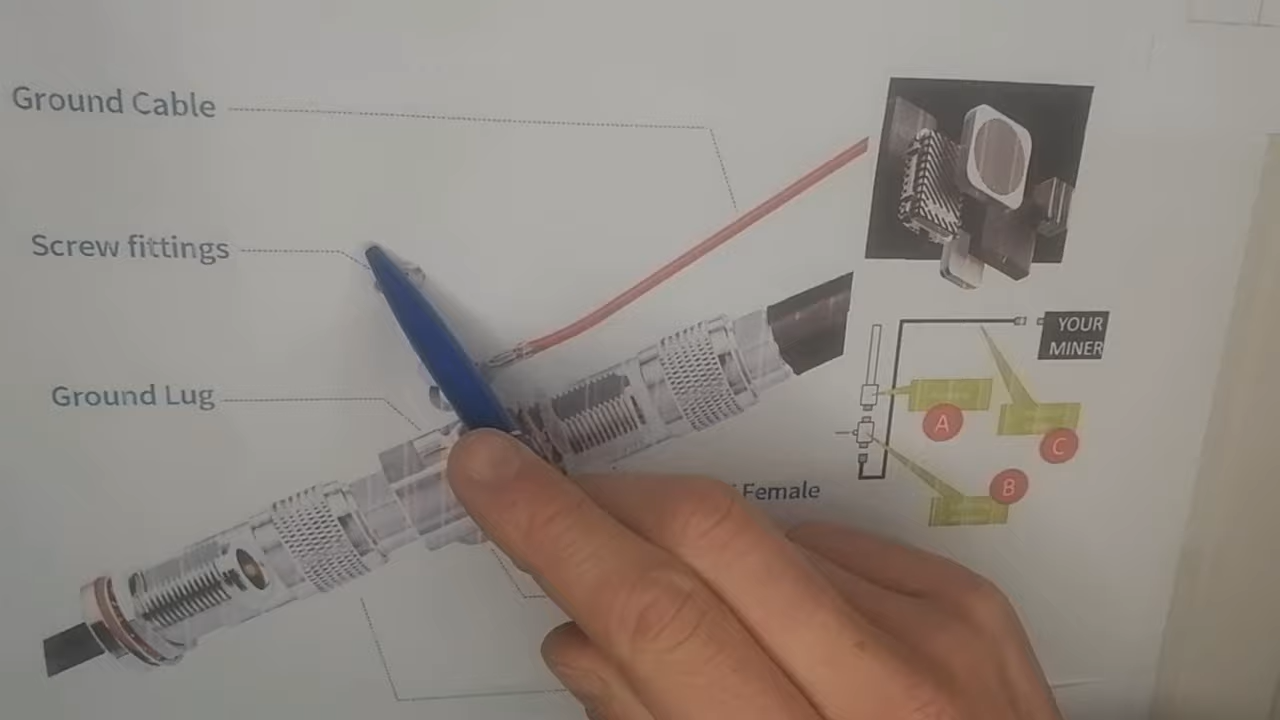 Ground Cable
Screw fittings
Ground Lug
Female
YOUR
MINER
A
C
B